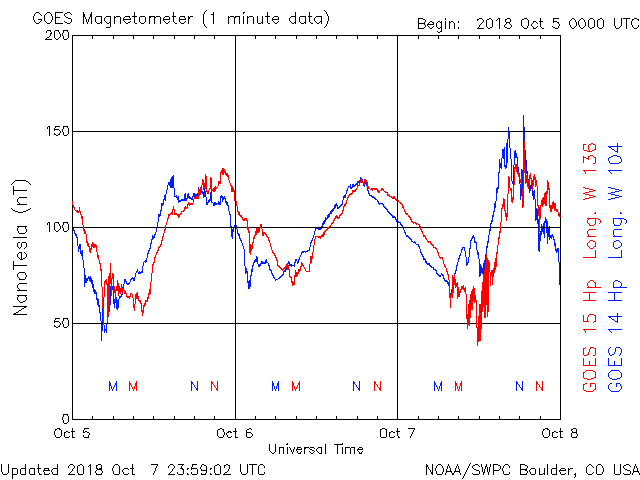 GOES Magnetometer (1 minute data)
Begin: 2018 Oct 5 0000 UTC
200
150
100
50
0
NanoTesla (nT)
M M N N M M N N M M N N
Oct 5 Oct 6 Oct 7 Oct 8
Universal Time
GOES 15 Hp Long. W 136
GOES 14 Hp Long. W 104
Updated 2018 Oct 7 23:59:02 UTC
NOAA/SWPC Boulder, CO USA